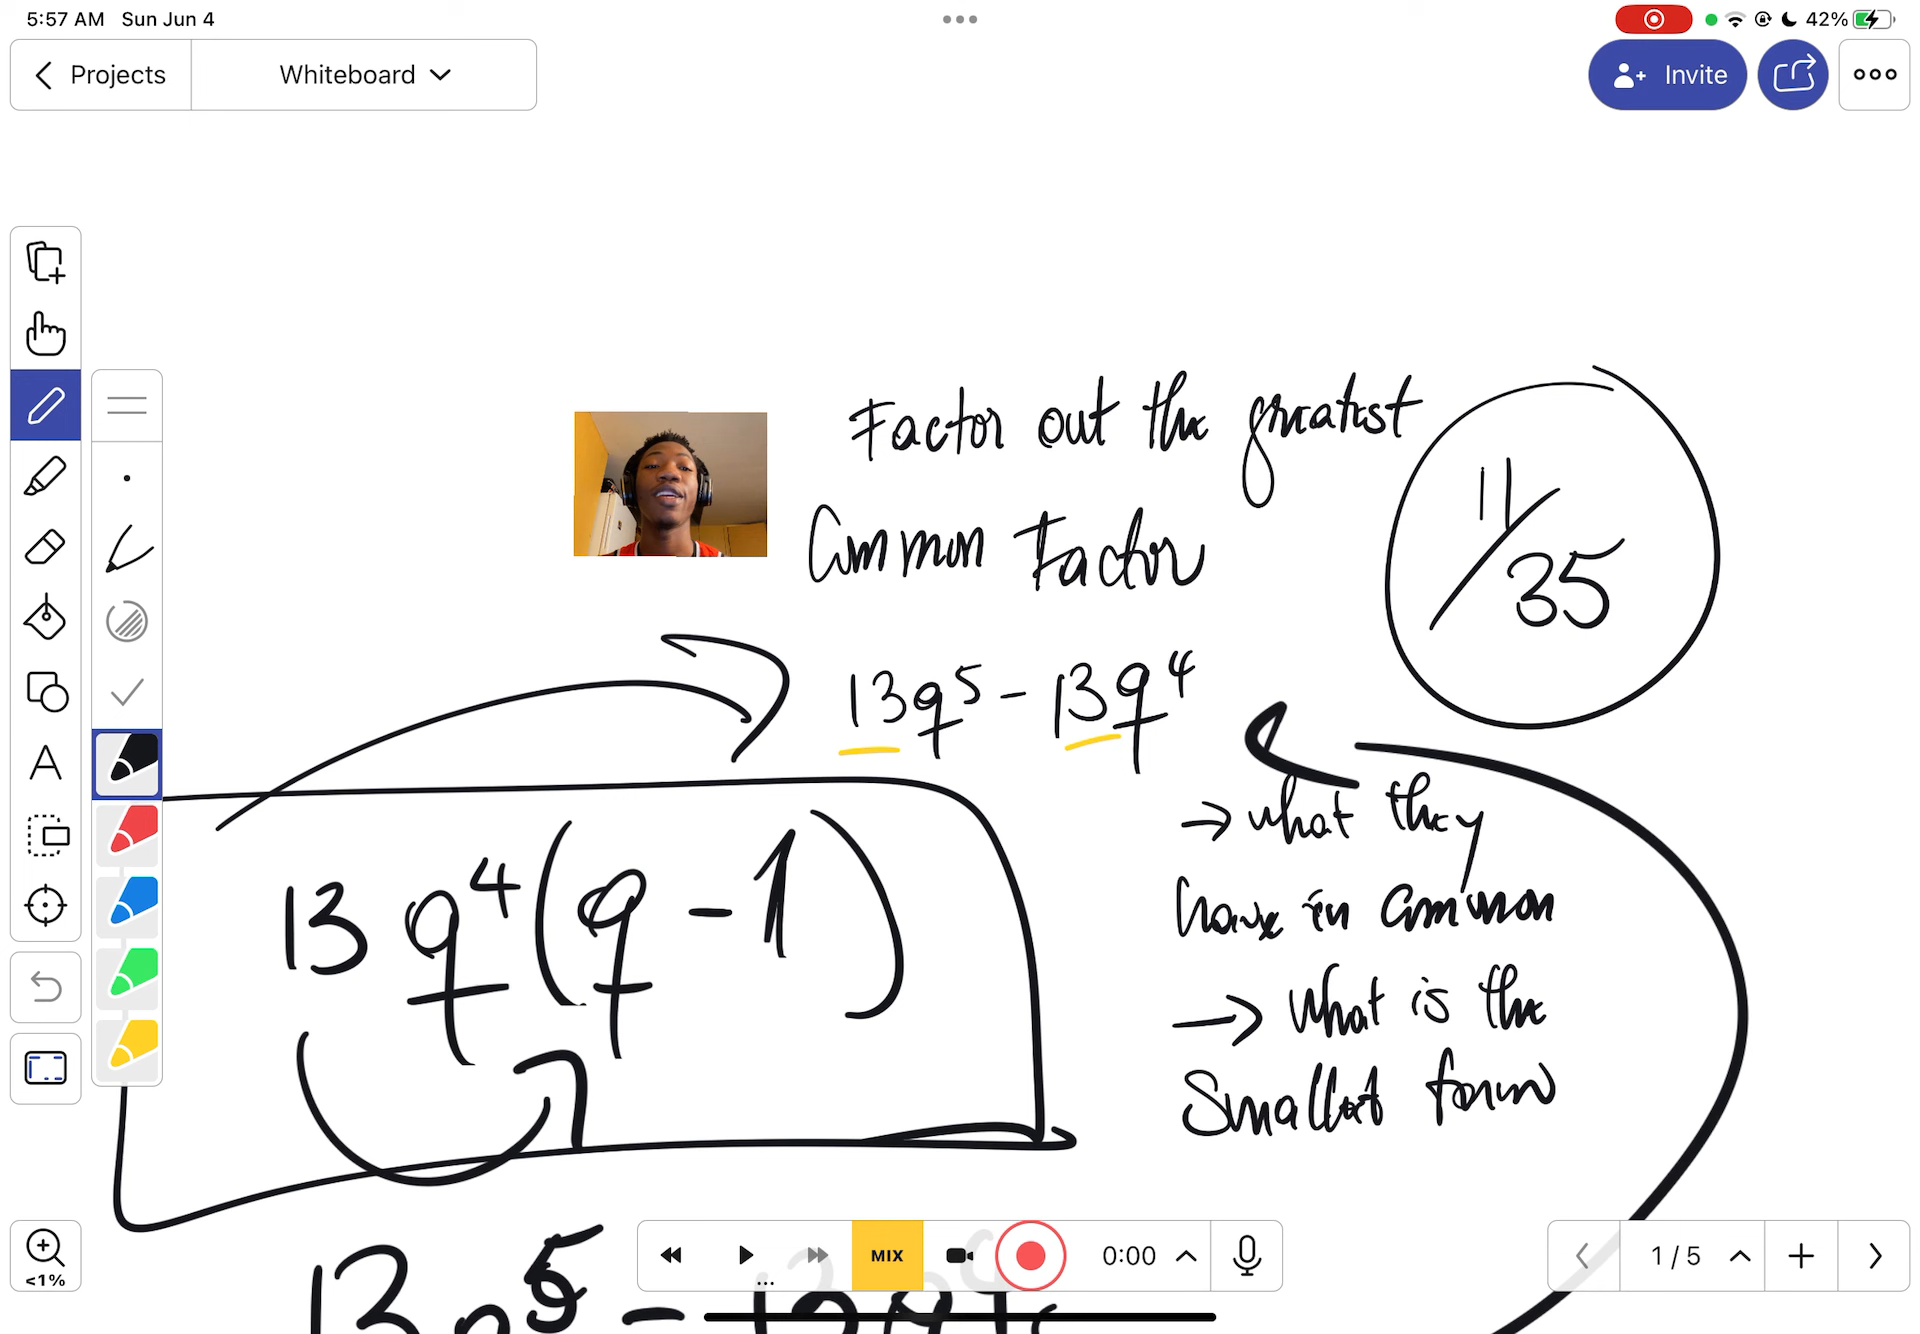 5:57 AM Sun Jun 4
42%
Projects
Whiteboard
Invite
Factor out the greatest
Common Factor
11/35
13q⁵ - 13q⁴
13q⁴(q - 1)
→ what they
have in common
→ What is the
Smallest form
A
<1%
MIX
0:00
1 / 5